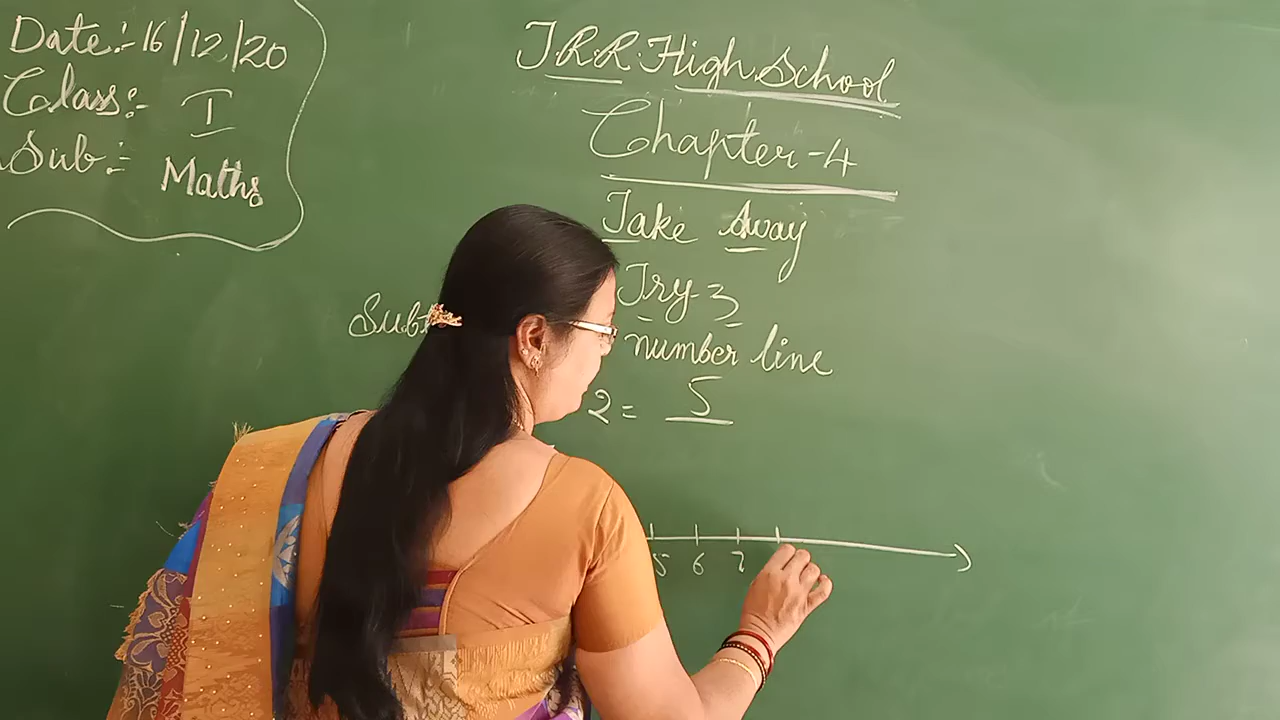 Date:- 16/12/20
Class:- I
Sub:- Maths
J.R.R. High School
Chapter-4
Take Away
Try-3
Sub number line
2 = 5
5 6 7